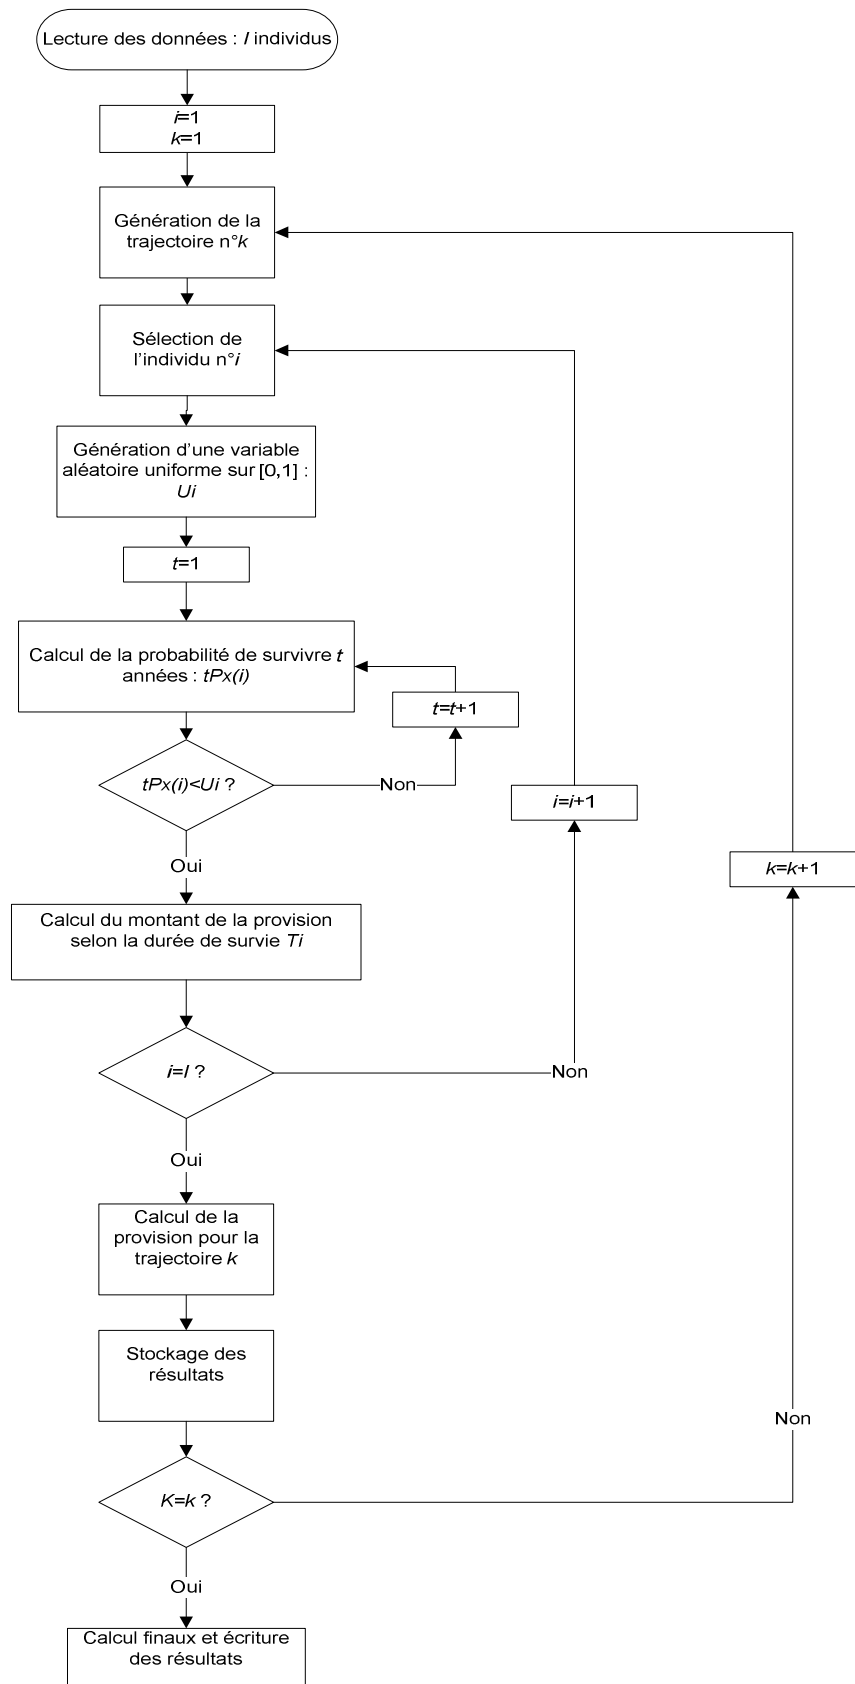 Lecture des données : I individus
i=1
k=1
Génération de la
trajectoire n°k
Sélection de
l'individu n°i
Génération d'une variable
aléatoire uniforme sur [0,1] :
Ui
t=1
Calcul de la probabilité de survivre t
années : tPx(i)
t=t+1
tPx(i)<Ui ?
Non
i=i+1
Oui
k=k+1
Calcul du montant de la provision
selon la durée de survie Ti
i=I ?
Non
Oui
Calcul de la
provision pour la
trajectoire k
Stockage des
résultats
Non
K=k ?
Oui
Calcul finaux et écriture
des résultats